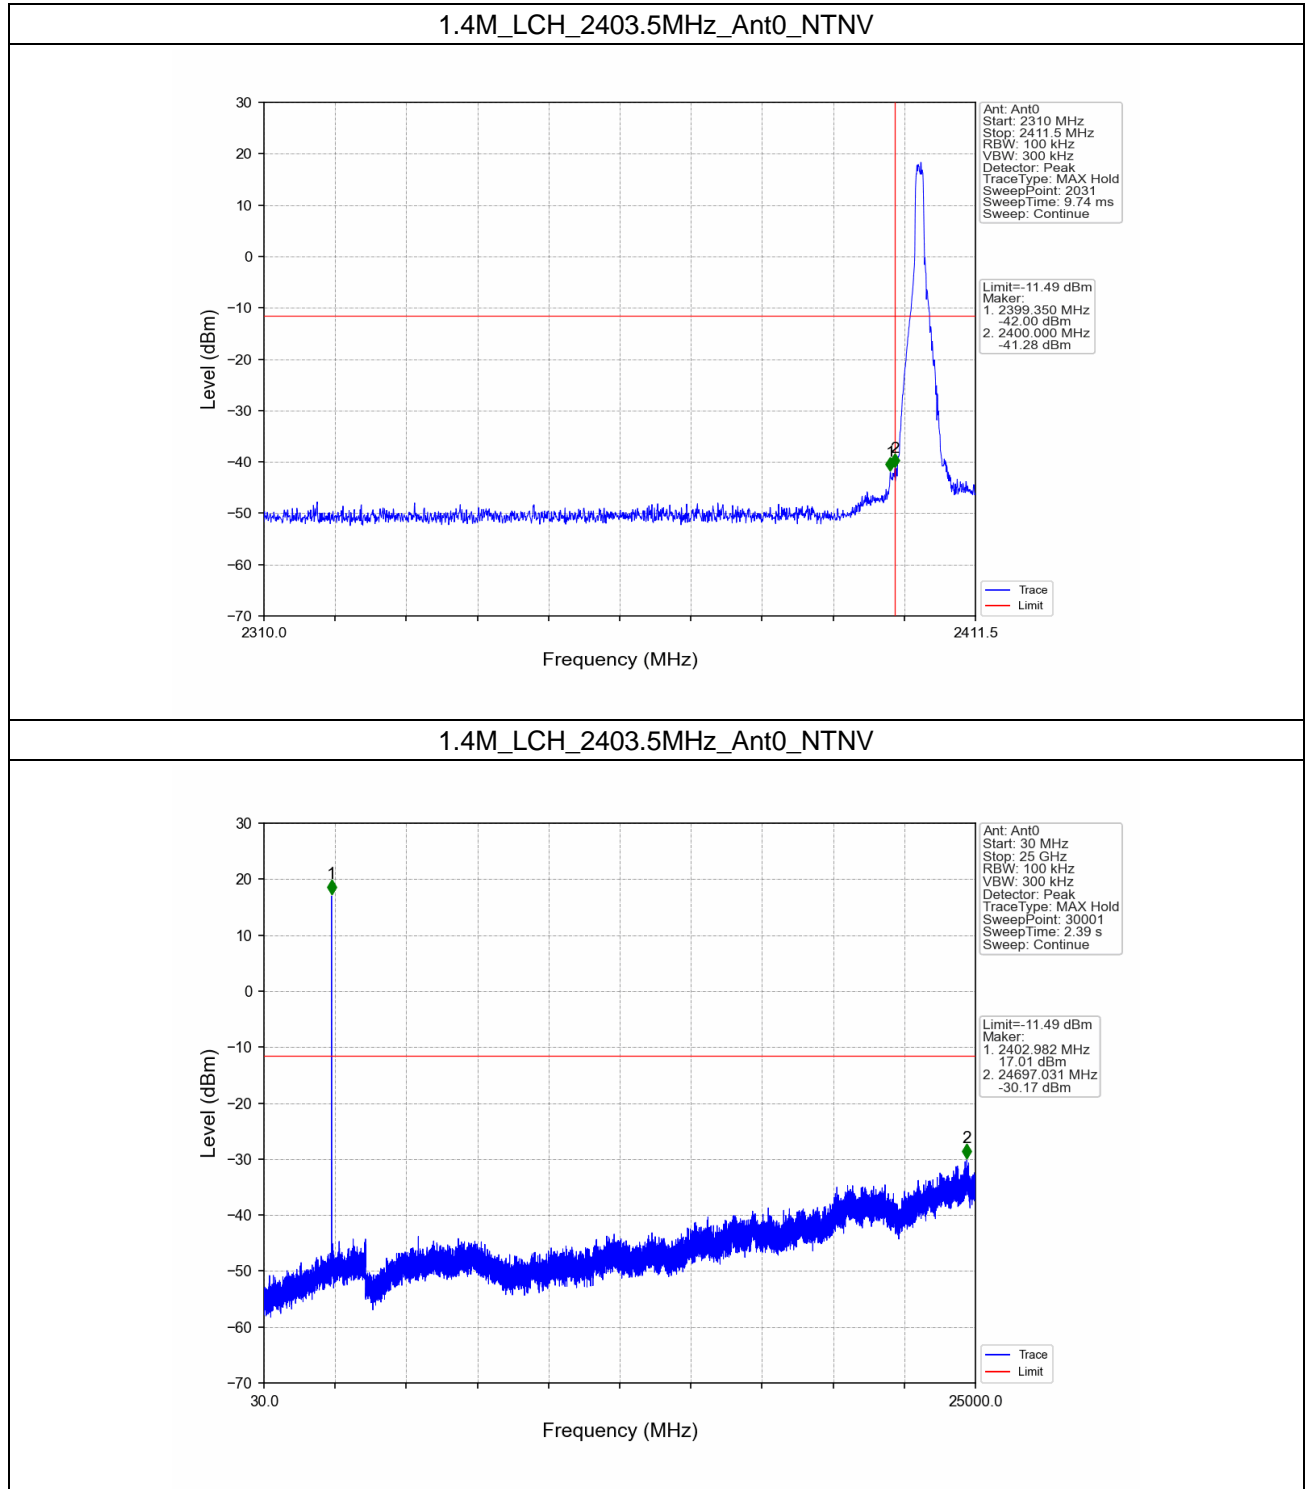 1.4M_LCH_2403.5MHz_Ant0_NTNV
30
20
10
0
−10
−20
−30
−40
−50
−60
−70
Level (dBm)
1
2
2310.0
2411.5
Frequency (MHz)
Ant: Ant0
Start: 2310 MHz
Stop: 2411.5 MHz
RBW: 100 kHz
VBW: 300 kHz
Detector: Peak
TraceType: MAX Hold
SweepPoint: 2031
SweepTime: 9.74 ms
Sweep: Continue
Limit=-11.49 dBm
Maker:
1. 2399.350 MHz
-42.00 dBm
2. 2400.000 MHz
-41.28 dBm
Trace
Limit
1.4M_LCH_2403.5MHz_Ant0_NTNV
30
20
10
0
−10
−20
−30
−40
−50
−60
−70
Level (dBm)
1
2
30.0
25000.0
Frequency (MHz)
Ant: Ant0
Start: 30 MHz
Stop: 25 GHz
RBW: 100 kHz
VBW: 300 kHz
Detector: Peak
TraceType: MAX Hold
SweepPoint: 30001
SweepTime: 2.39 s
Sweep: Continue
Limit=-11.49 dBm
Maker:
1. 2402.982 MHz
17.01 dBm
2. 24697.031 MHz
-30.17 dBm
Trace
Limit